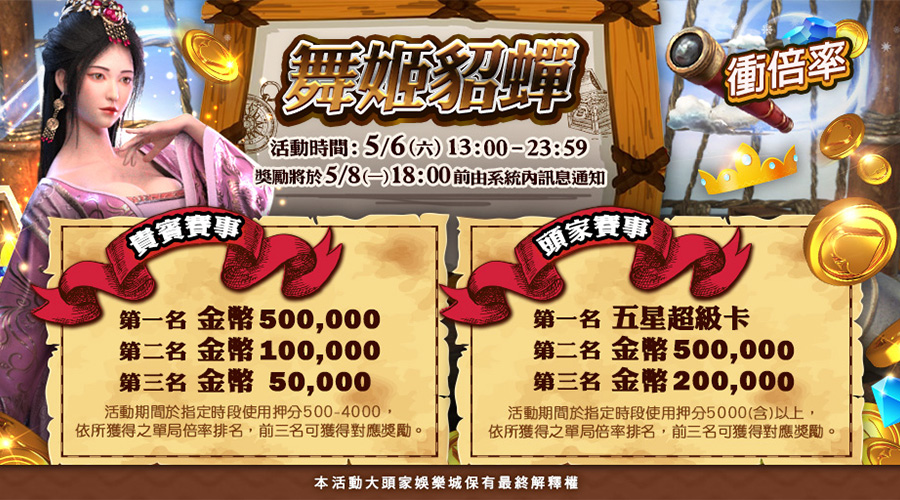 舞姬貂蟬
衝倍率
活動時間：5/6(六) 13:00-23:59
獎勵將於5/8(一)18:00前由系統內訊息通知
貴賓賽事
第一名 金幣 500,000
第二名 金幣 100,000
第三名 金幣 50,000
活動期間於指定時段使用押分500-4000，
依所獲得之單局倍率排名，前三名可獲得對應獎勵。
頭家賽事
第一名 五星超級卡
第二名 金幣 500,000
第三名 金幣 200,000
活動期間於指定時段使用押分5000(含)以上，
依所獲得之單局倍率排名，前三名可獲得對應獎勵。
本活動大頭家娛樂城保有最終解釋權